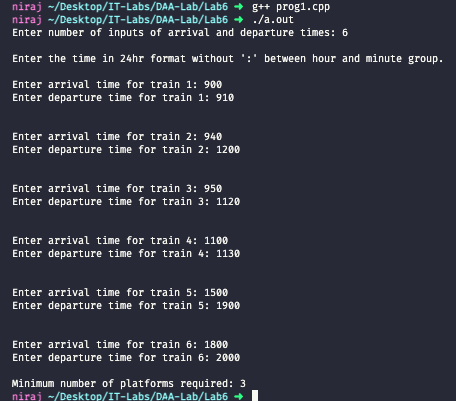 niraj ~/Desktop/IT-Labs/DAA-Lab/Lab6 ➜ g++ prog1.cpp
niraj ~/Desktop/IT-Labs/DAA-Lab/Lab6 ➜ ./a.out
Enter number of inputs of arrival and departure times: 6
Enter the time in 24hr format without ':' between hour and minute group.
Enter arrival time for train 1: 900
Enter departure time for train 1: 910
Enter arrival time for train 2: 940
Enter departure time for train 2: 1200
Enter arrival time for train 3: 950
Enter departure time for train 3: 1120
Enter arrival time for train 4: 1100
Enter departure time for train 4: 1130
Enter arrival time for train 5: 1500
Enter departure time for train 5: 1900
Enter arrival time for train 6: 1800
Enter departure time for train 6: 2000
Minimum number of platforms required: 3
niraj ~/Desktop/IT-Labs/DAA-Lab/Lab6 ➜